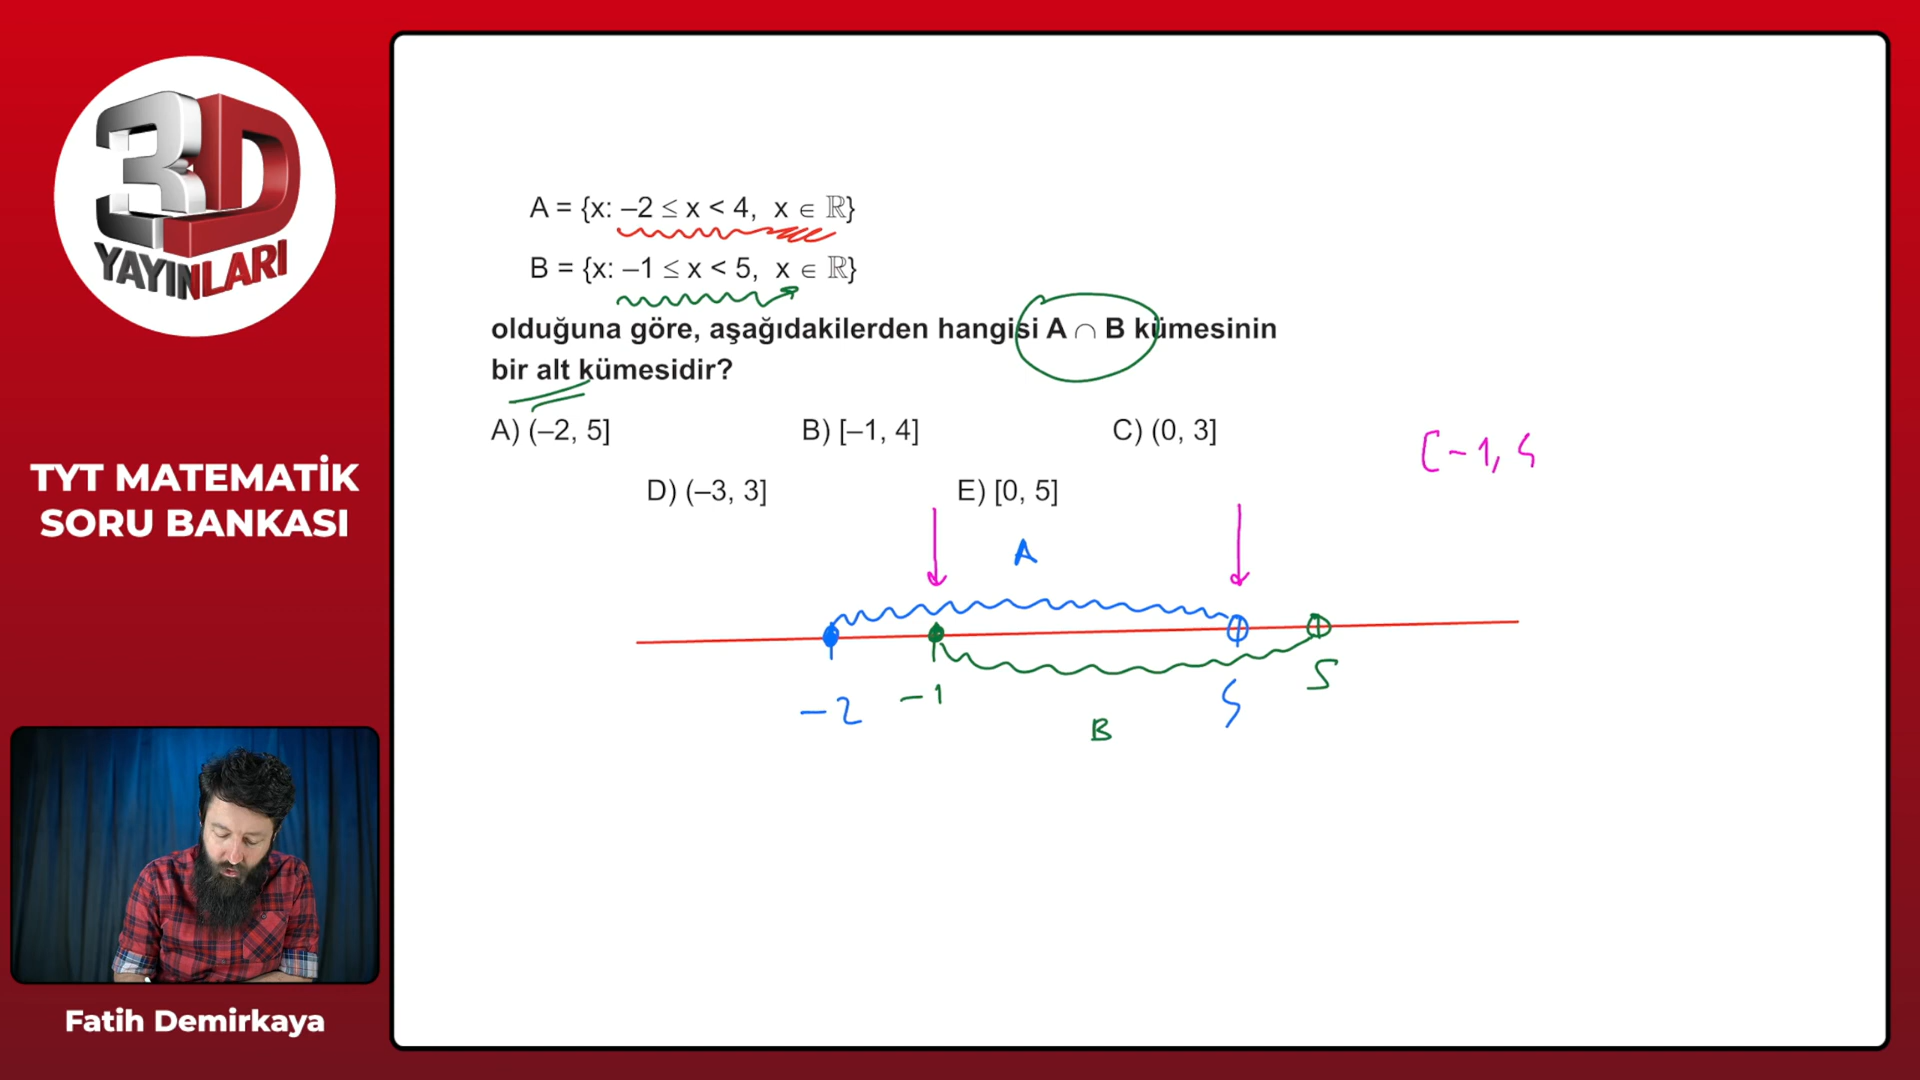 3D
YAYINLARI
TYT MATEMATİK
SORU BANKASI
Fatih Demirkaya
A = {x: –2 ≤ x < 4, x ∈ ℝ}
B = {x: –1 ≤ x < 5, x ∈ ℝ}
olduğuna göre, aşağıdakilerden hangisi A ∩ B kümesinin
bir alt kümesidir?
A) (–2, 5] B) [–1, 4] C) (0, 3]
D) (–3, 3] E) [0, 5]
[-1, 4
A
-2 -1 4 5
B